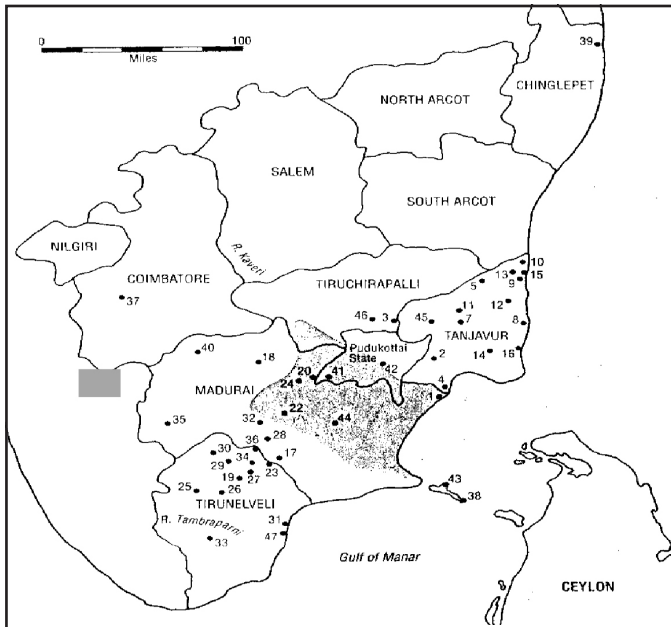 0 100
Miles
39
CHINGLEPET
NORTH ARCOT
SALEM
SOUTH ARCOT
NILGIRI
R. Kaveri
COIMBATORE
37
TIRUCHIRAPALLI
10
13
15
5
9
12
11
46
3
45
7
8
TANJAVUR
Pudukottai
State
40
18
2
14
16
MADURAI
20
41
42
24
4
1
22
35
32
44
28
36
30
34
17
29
23
19
27
25
26
43
TIRUNELVELI
38
R. Tambraparni
31
33
47
Gulf of Manar
CEYLON